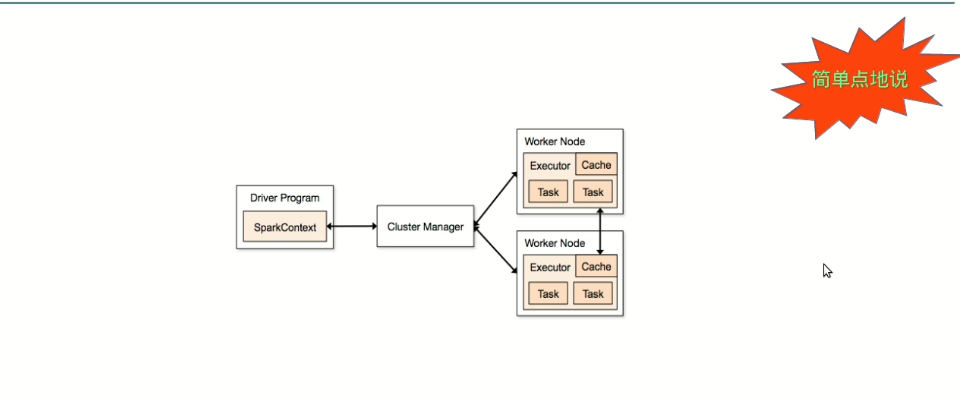 简单点地说
Driver Program
SparkContext
Cluster Manager
Worker Node
Executor
Cache
Task
Task
Worker Node
Executor
Cache
Task
Task